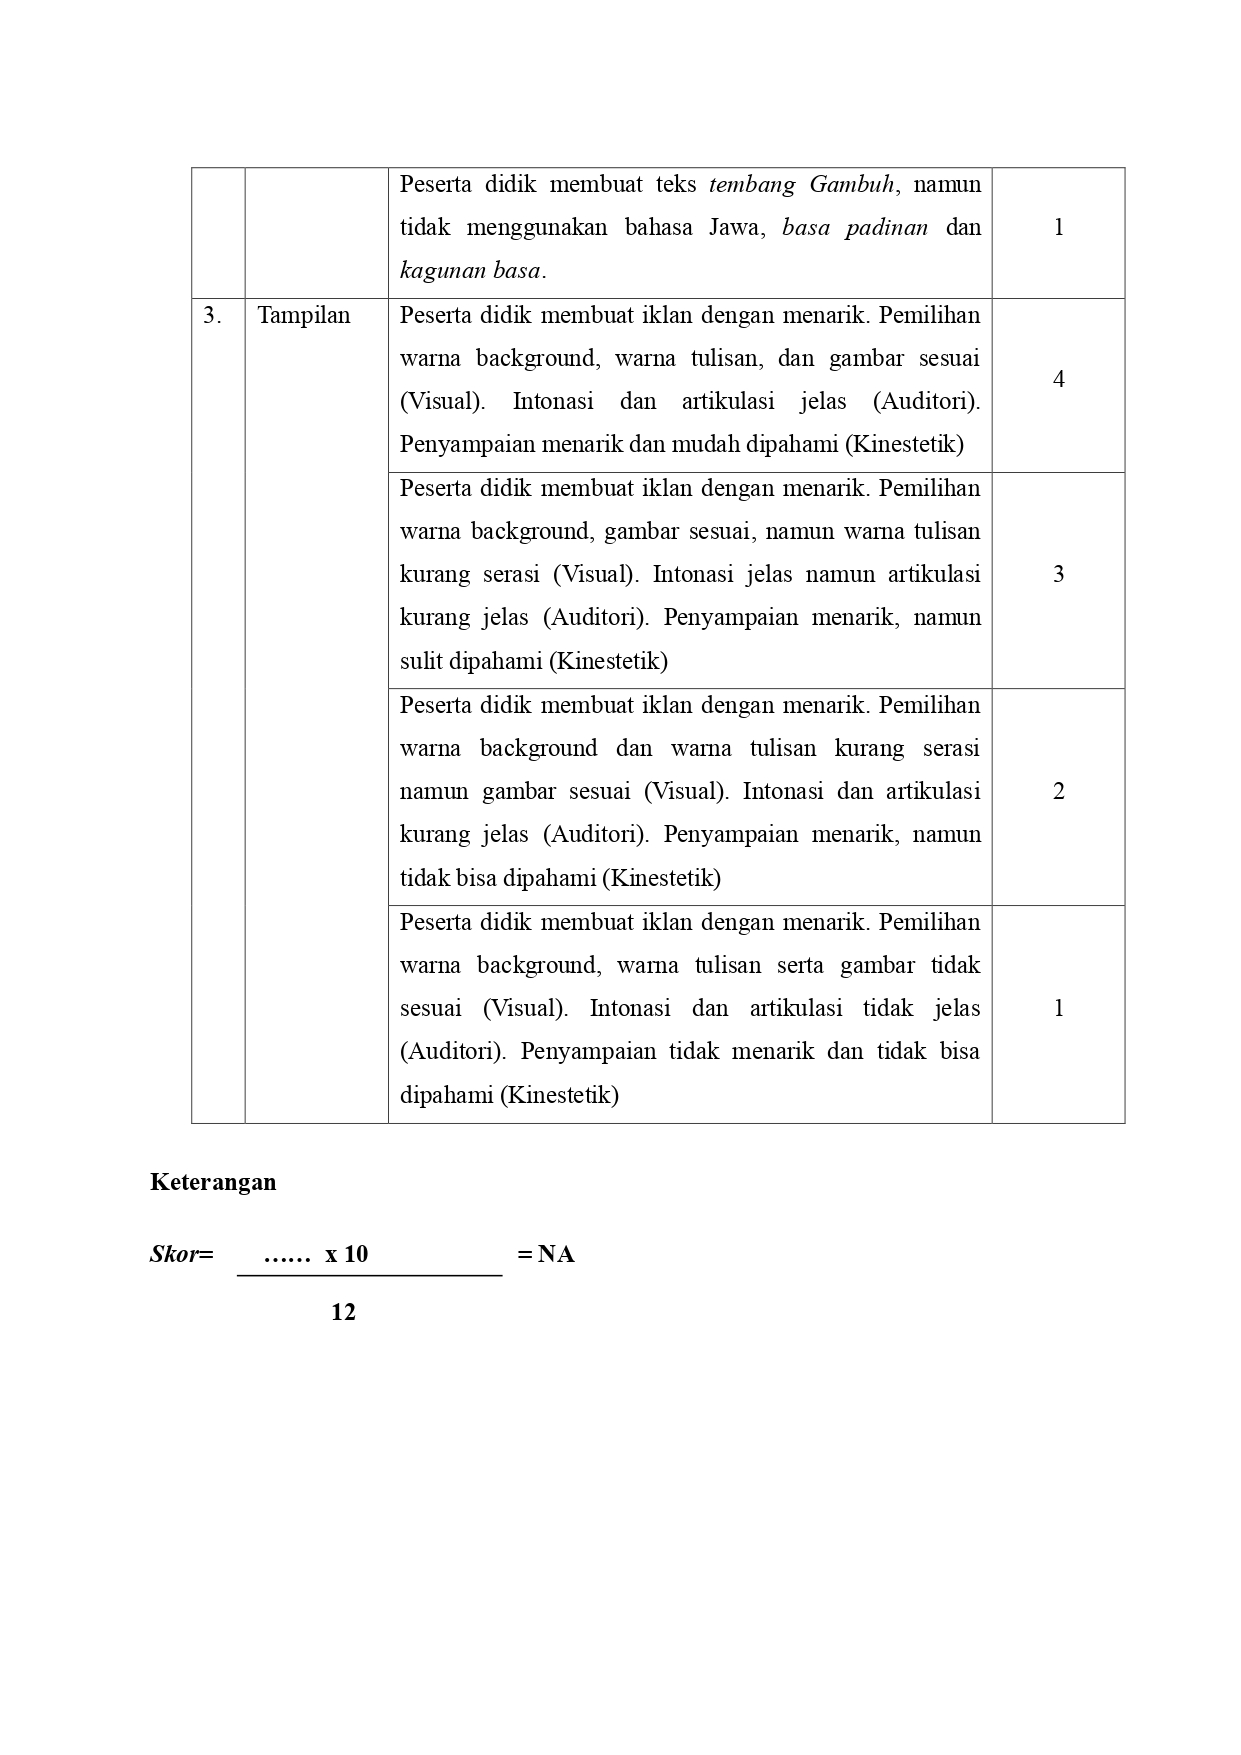 Peserta didik membuat teks tembang Gambuh, namun
tidak menggunakan bahasa Jawa, basa padinan dan
kagunan basa.
1
3.
Tampilan
Peserta didik membuat iklan dengan menarik. Pemilihan
warna background, warna tulisan, dan gambar sesuai
(Visual). Intonasi dan artikulasi jelas (Auditori).
Penyampaian menarik dan mudah dipahami (Kinestetik)
4
Peserta didik membuat iklan dengan menarik. Pemilihan
warna background, gambar sesuai, namun warna tulisan
kurang serasi (Visual). Intonasi jelas namun artikulasi
kurang jelas (Auditori). Penyampaian menarik, namun
sulit dipahami (Kinestetik)
3
Peserta didik membuat iklan dengan menarik. Pemilihan
warna background dan warna tulisan kurang serasi
namun gambar sesuai (Visual). Intonasi dan artikulasi
kurang jelas (Auditori). Penyampaian menarik, namun
tidak bisa dipahami (Kinestetik)
2
Peserta didik membuat iklan dengan menarik. Pemilihan
warna background, warna tulisan serta gambar tidak
sesuai (Visual). Intonasi dan artikulasi tidak jelas
(Auditori). Penyampaian tidak menarik dan tidak bisa
dipahami (Kinestetik)
1
Keterangan
Skor= …… x 10 = NA
12